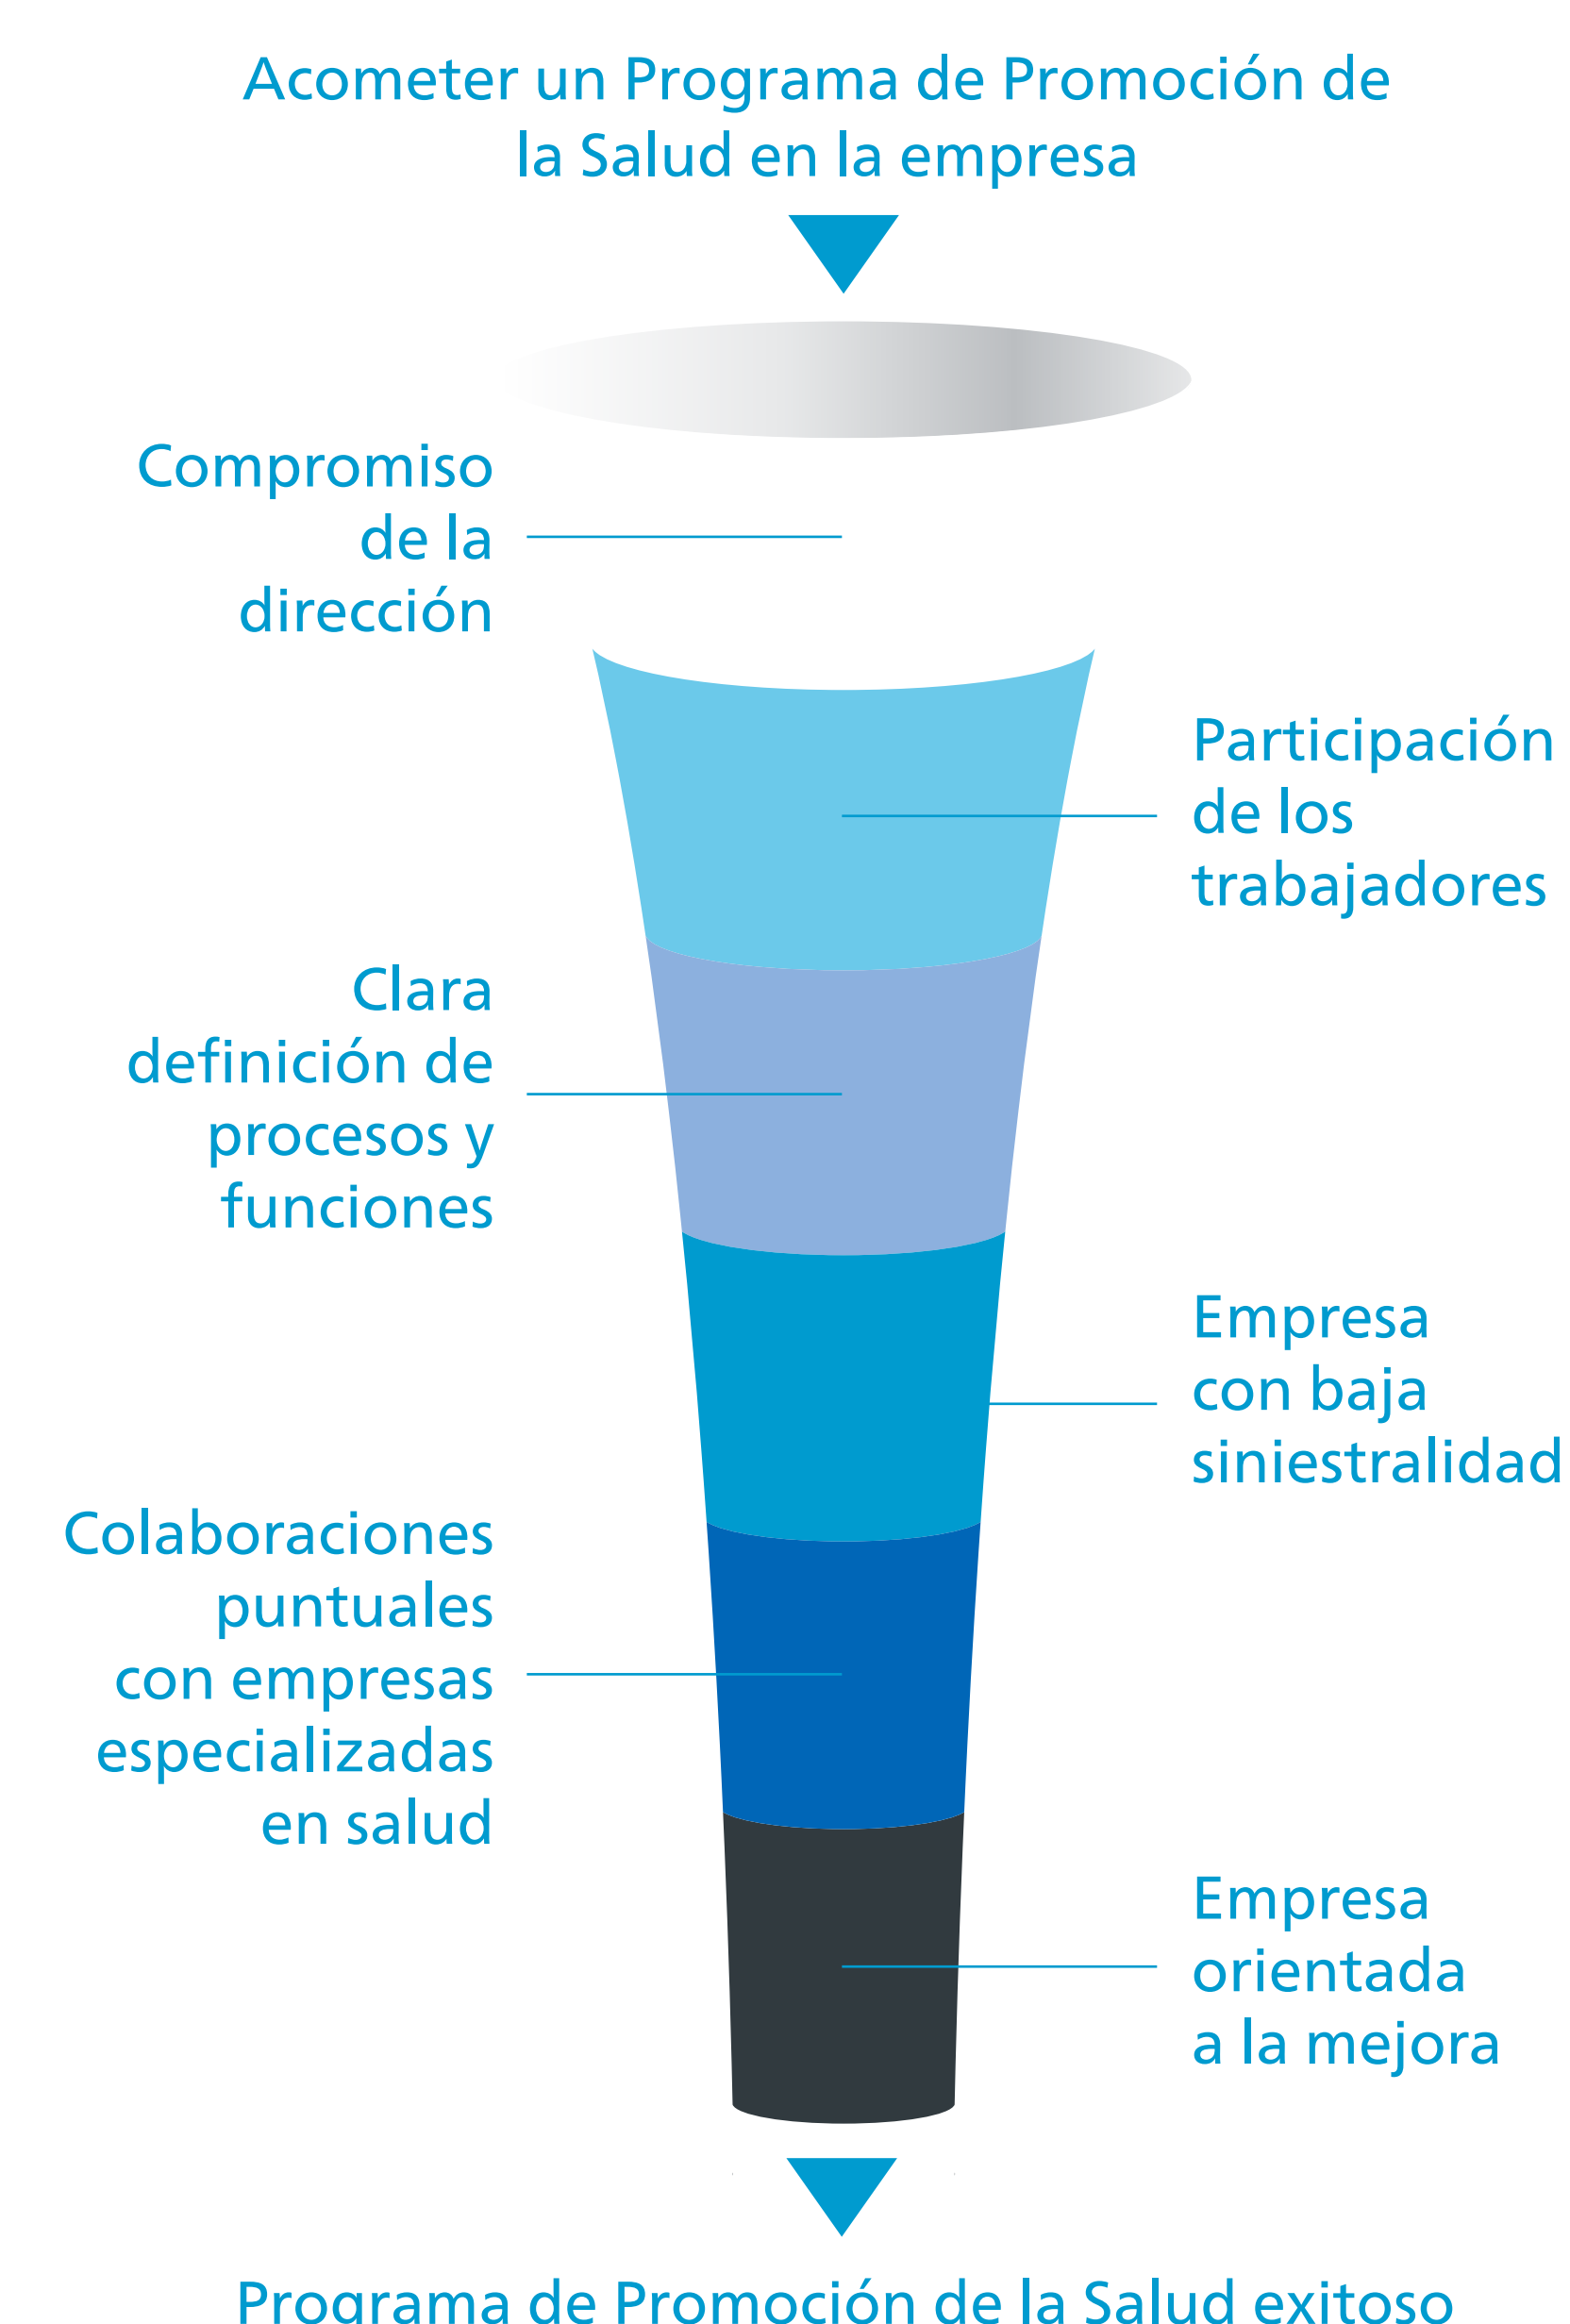 Acometer un Programa de Promoción de
la Salud en la empresa
Compromiso
de la
dirección
Participación
de los
trabajadores
Clara
definición de
procesos y
funciones
Empresa
con baja
siniestralidad
Colaboraciones
puntuales
con empresas
especializadas
en salud
Empresa
orientada
a la mejora
Programa de Promoción de la Salud exitoso